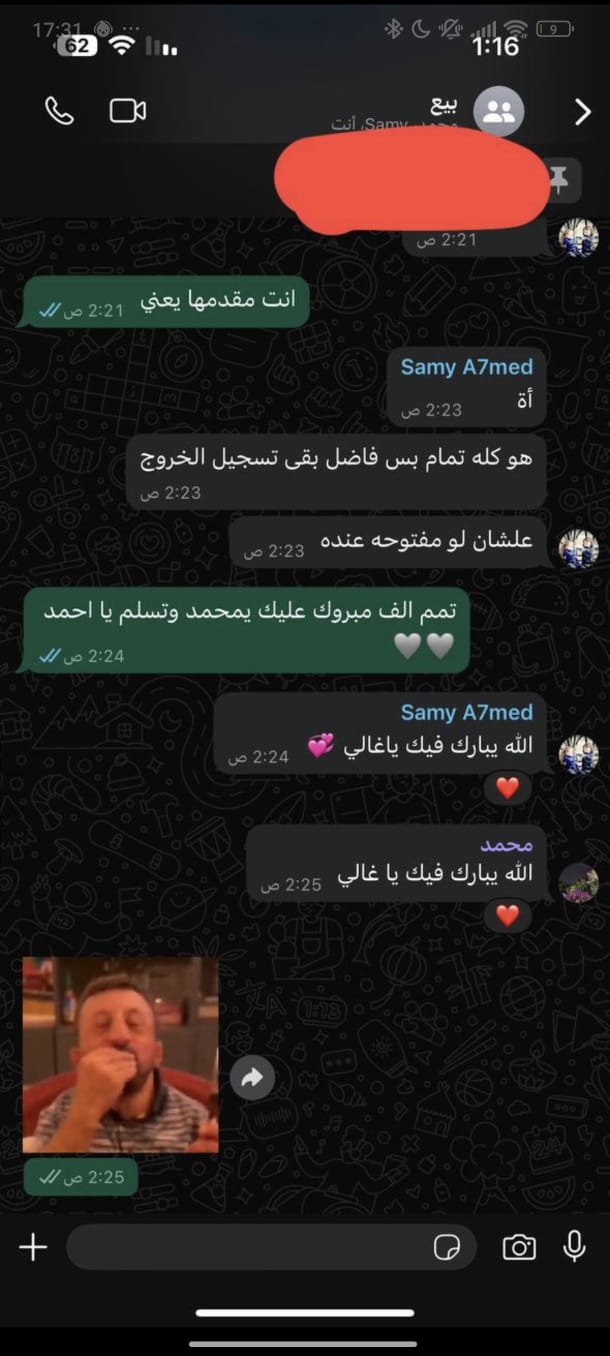 17:31
9
62
1:16
بيع
محمد، Samy، أنت
2:21 ص
انت مقدمها يعني
2:21 ص
Samy A7med
أة
2:23 ص
هو كله تمام بس فاضل بقى تسجيل الخروج
2:23 ص
علشان لو مفتوحه عنده
2:23 ص
تمم الف مبروك عليك يمحمد وتسلم يا احمد
🩶🩶
2:24 ص
Samy A7med
الله يبارك فيك ياغالي 💞
2:24 ص
❤️
محمد
الله يبارك فيك يا غالي
2:25 ص
❤️
2:25 ص